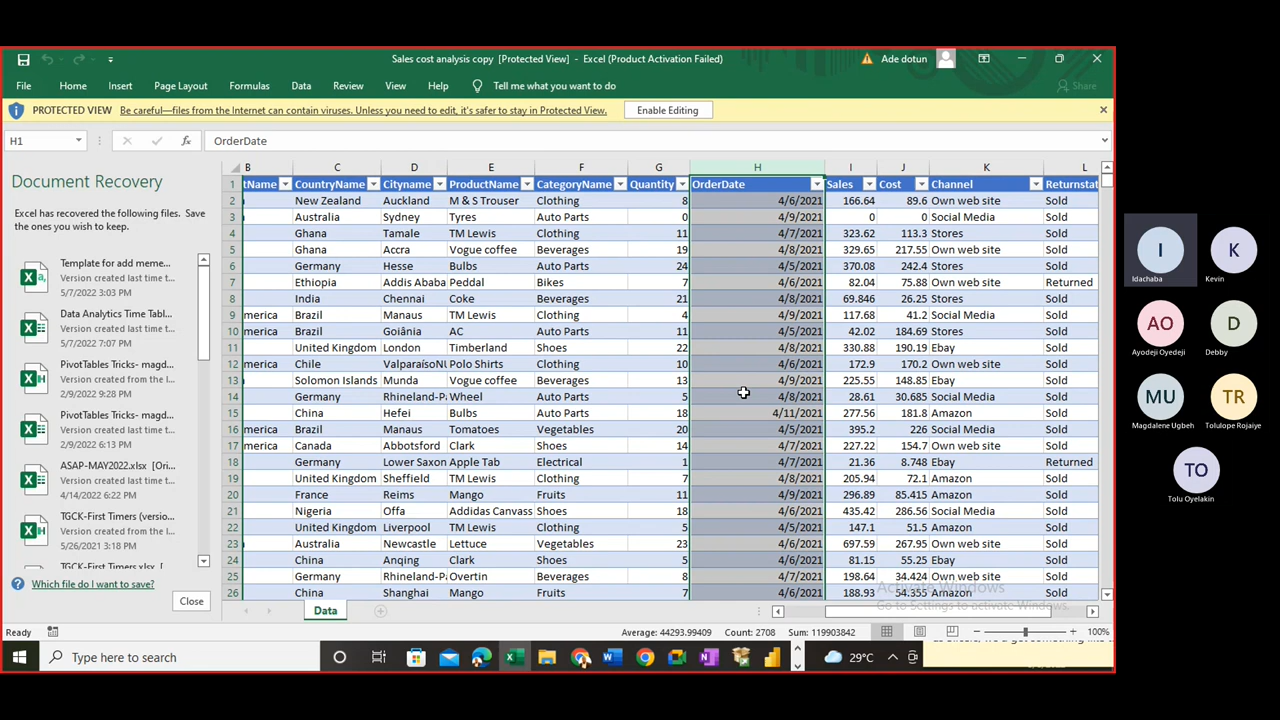 Sales cost analysis copy [Protected View] - Excel (Product Activation Failed)
Ade dotun
File Home Insert Page Layout Formulas Data Review View Help Tell me what you want to do Share
PROTECTED VIEW Be careful—files from the Internet can contain viruses. Unless you need to edit, it's safer to stay in Protected View. Enable Editing
H1 OrderDate
B C D E F G H I J K L
Document Recovery
Excel has recovered the following files. Save
the ones you wish to keep.
Template for add meme...
Version created last time t...
5/7/2022 3:03 PM
Data Analytics Time Tabl...
Version created last time t...
5/7/2022 7:07 PM
PivotTables Tricks- magd...
Version created from the l...
2/9/2022 9:28 PM
PivotTables Tricks- magd...
Version created last time t...
2/9/2022 6:13 PM
ASAP-MAY2022.xlsx [Ori...
Version created last time t...
4/14/2022 6:22 PM
TGCK-First Timers (versio...
Version created from the l...
5/26/2021 3:18 PM
TGCK-First Timers.xlsx [...
Which file do I want to save?
Close
1 tName CountryName Cityname ProductName CategoryName Quantity OrderDate Sales Cost Channel Returnstat
2 New Zealand Auckland M & S Trouser Clothing 8 4/6/2021 166.64 89.6 Own web site Sold
3 Australia Sydney Tyres Auto Parts 0 4/9/2021 0 0 Social Media Sold
4 Ghana Tamale TM Lewis Clothing 11 4/7/2021 323.62 113.3 Stores Sold
5 Ghana Accra Vogue coffee Beverages 19 4/8/2021 329.65 217.55 Own web site Sold
6 Germany Hesse Bulbs Auto Parts 24 4/5/2021 370.08 242.4 Stores Sold
7 Ethiopia Addis Ababa Peddal Bikes 7 4/6/2021 82.04 75.88 Own web site Returned
8 India Chennai Coke Beverages 21 4/8/2021 69.846 26.25 Stores Sold
9 merica Brazil Manaus TM Lewis Clothing 4 4/9/2021 117.68 41.2 Social Media Sold
10 merica Brazil Goiânia AC Auto Parts 11 4/5/2021 42.02 184.69 Stores Sold
11 United Kingdom London Timberland Shoes 22 4/8/2021 330.88 190.19 Ebay Sold
12 merica Chile ValparaísoNU Polo Shirts Clothing 10 4/6/2021 172.9 170.2 Own web site Sold
13 Solomon Islands Munda Vogue coffee Beverages 13 4/9/2021 225.55 148.85 Ebay Sold
14 Germany Rhineland-Pa Wheel Auto Parts 5 4/8/2021 28.61 30.685 Social Media Sold
15 China Hefei Bulbs Auto Parts 18 4/11/2021 277.56 181.8 Amazon Sold
16 merica Brazil Manaus Tomatoes Vegetables 20 4/5/2021 395.2 226 Social Media Sold
17 merica Canada Abbotsford Clark Shoes 14 4/7/2021 227.22 154.7 Own web site Sold
18 Germany Lower Saxon Apple Tab Electrical 1 4/7/2021 21.36 8.748 Ebay Returned
19 United Kingdom Sheffield TM Lewis Clothing 7 4/8/2021 205.94 72.1 Ebay Sold
20 France Reims Mango Fruits 11 4/9/2021 296.89 85.415 Amazon Sold
21 Nigeria Offa Addidas Canvass Shoes 18 4/6/2021 435.42 286.56 Social Media Sold
22 United Kingdom Liverpool TM Lewis Clothing 5 4/5/2021 147.1 51.5 Amazon Sold
23 Australia Newcastle Lettuce Vegetables 23 4/6/2021 697.59 267.95 Own web site Sold
24 China Anqing Clark Shoes 5 4/6/2021 81.15 55.25 Ebay Sold
25 Germany Rhineland-Pa Overtin Beverages 8 4/7/2021 198.64 34.424 Own web site Sold
26 China Shanghai Mango Fruits 7 4/6/2021 188.93 54.355 Amazon Sold
Activate Windows
Go to Settings to activate Windows.
Data
Ready Average: 44293.99409 Count: 2708 Sum: 119903842 100%
Type here to search 29°C
Idachaba
I
Kevin
K
Ayodeji Oyedeji
AO
Debby
D
Magdalene Ugbeh
MU
Tolulope Rojaiye
TR
Tolu Oyelakin
TO